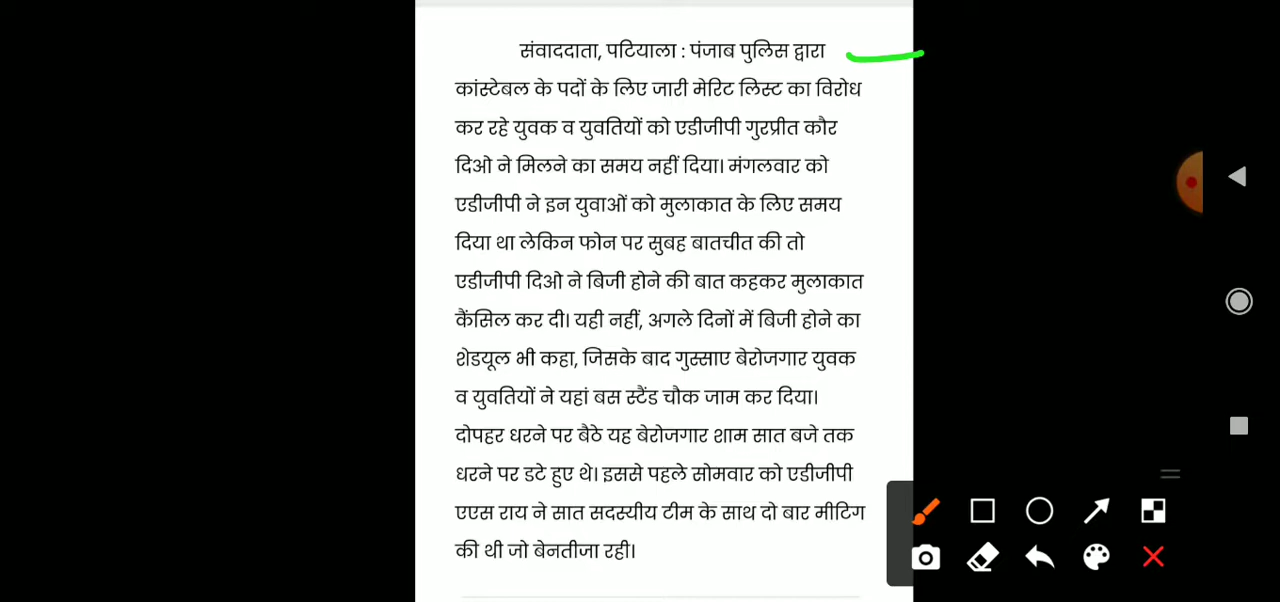 संवाददाता, पटियाला : पंजाब पुलिस द्वारा
कांस्टेबल के पदों के लिए जारी मेरिट लिस्ट का विरोध
कर रहे युवक व युवतियों को एडीजीपी गुरप्रीत कौर
दिओ ने मिलने का समय नहीं दिया। मंगलवार को
एडीजीपी ने इन युवाओं को मुलाकात के लिए समय
दिया था लेकिन फोन पर सुबह बातचीत की तो
एडीजीपी दिओ ने बिजी होने की बात कहकर मुलाकात
कैंसिल कर दी। यही नहीं, अगले दिनों में बिजी होने का
शेडयूल भी कहा, जिसके बाद गुस्साए बेरोजगार युवक
व युवतियों ने यहां बस स्टैंड चौक जाम कर दिया।
दोपहर धरने पर बैठे यह बेरोजगार शाम सात बजे तक
धरने पर डटे हुए थे। इससे पहले सोमवार को एडीजीपी
एएस राय ने सात सदस्यीय टीम के साथ दो बार मीटिग
की थी जो बेनतीजा रही।